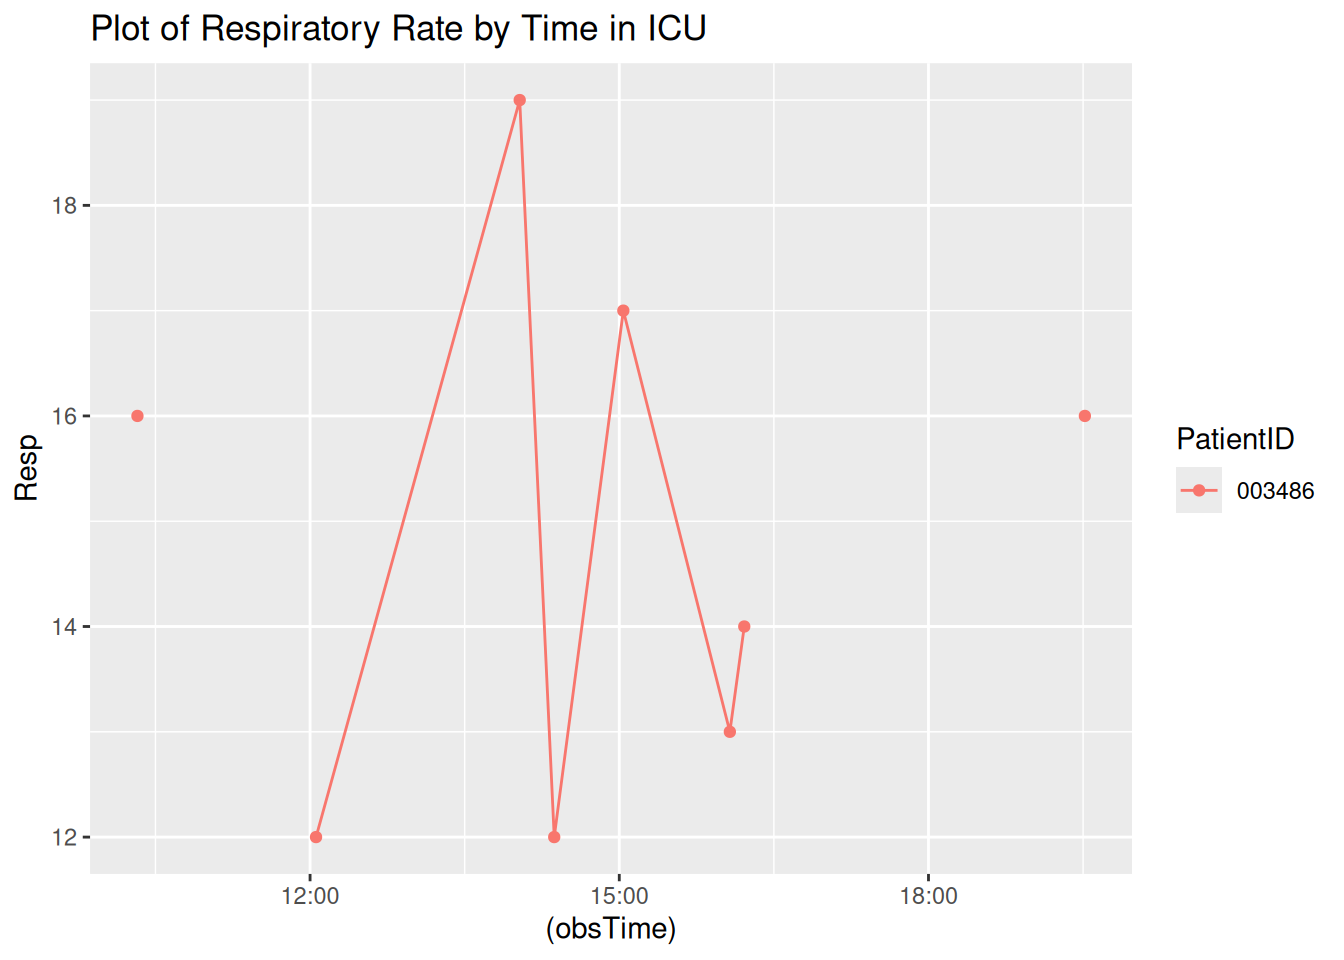 Plot of Respiratory Rate by Time in ICU
18
16
14
12
Resp
12:00
15:00
18:00
(obsTime)
PatientID
003486